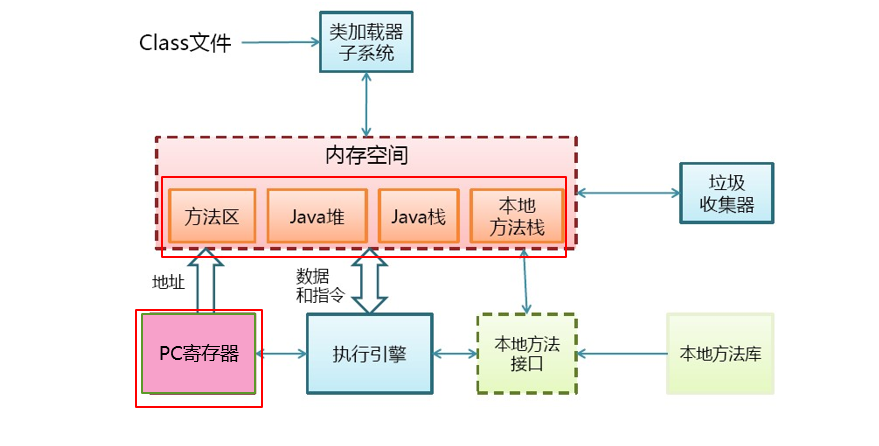 Class文件
类加载器
子系统
内存空间
方法区
Java堆
Java栈
本地
方法栈
垃圾
收集器
地址
数据
和指令
PC寄存器
执行引擎
本地方法
接口
本地方法库